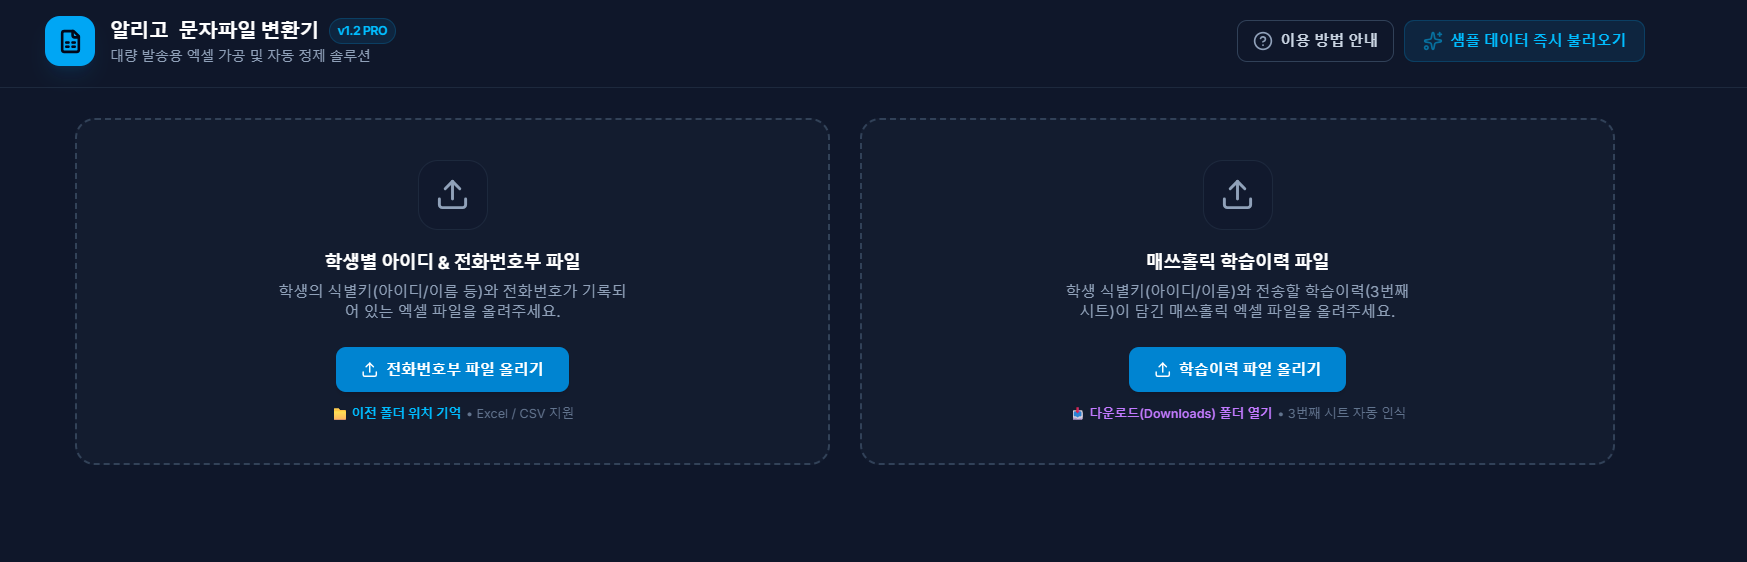 알리고 문자파일 변환기 v1.2 PRO
대량 발송용 엑셀 가공 및 자동 정제 솔루션
이용 방법 안내
샘플 데이터 즉시 불러오기
학생별 아이디 & 전화번호부 파일
학생의 식별키(아이디/이름 등)와 전화번호가 기록되
어 있는 엑셀 파일을 올려주세요.
전화번호부 파일 올리기
이전 폴더 위치 기억 • Excel / CSV 지원
매쓰홀릭 학습이력 파일
학생 식별키(아이디/이름)와 전송할 학습이력(3번째
시트)이 담긴 매쓰홀릭 엑셀 파일을 올려주세요.
학습이력 파일 올리기
다운로드(Downloads) 폴더 열기 • 3번째 시트 자동 인식